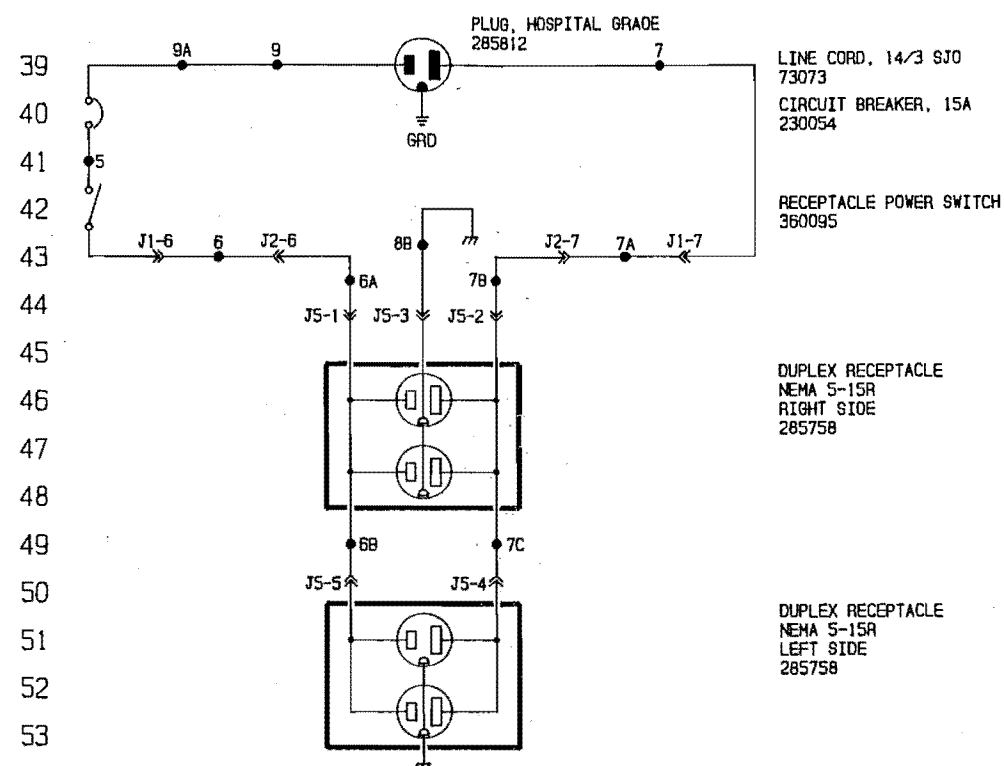 PLUG, HOSPITAL GRADE
285812
39
9A
9
7
LINE CORD, 14/3 SJO
73073
40
GRD
CIRCUIT BREAKER, 15A
230054
41
5
42
RECEPTACLE POWER SWITCH
360095
43
J1-6
6
J2-6
8B
J2-7
7A
J1-7
6A
7B
44
J5-1
J5-3
J5-2
45
46
47
48
DUPLEX RECEPTACLE
NEMA 5-15R
RIGHT SIDE
285758
49
6B
7C
50
J5-5
J5-4
51
52
53
DUPLEX RECEPTACLE
NEMA 5-15R
LEFT SIDE
285758